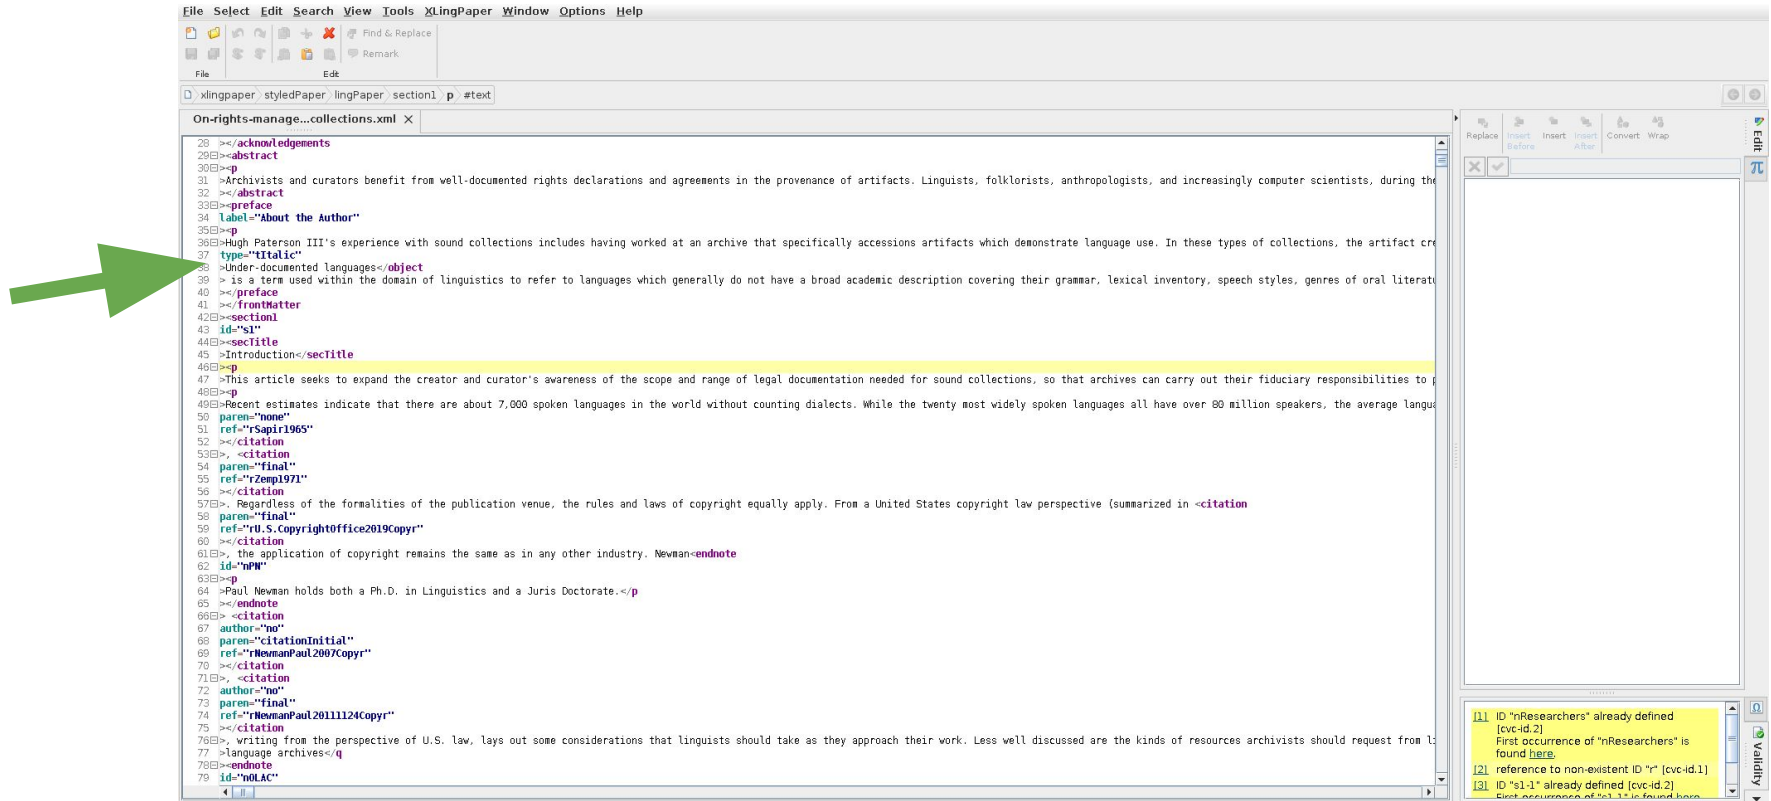 File Select Edit Search View Tools XLingPaper Window Options Help
Find & Replace
Remark
File Edit
xlingpaper styledPaper lingPaper section1 p #text
On-rights-manage...collections.xml
Replace Insert Before Insert Insert After Convert Wrap
Edit
28 ></acknowledgements
29 ><abstract
30 ><p
31 >Archivists and curators benefit from well-documented rights declarations and agreements in the provenance of artifacts. Linguists, folklorists, anthropologists, and increasingly computer scientists, during the
32 ></abstract
33 ><preface
34 label="About the Author"
35 ><p
36 >Hugh Paterson III's experience with sound collections includes having worked at an archive that specifically accessions artifacts which demonstrate language use. In these types of collections, the artifact cre
37 type="tItalic"
38 >Under-documented languages</object
39 > is a term used within the domain of linguistics to refer to languages which generally do not have a broad academic description covering their grammar, lexical inventory, speech styles, genres of oral literatu
40 ></preface
41 ></frontMatter
42 ><section1
43 id="s1"
44 ><secTitle
45 >Introduction</secTitle
46 ><p
47 >This article seeks to expand the creator and curator's awareness of the scope and range of legal documentation needed for sound collections, so that archives can carry out their fiduciary responsibilities to p
48 ><p
49 >Recent estimates indicate that there are about 7,000 spoken languages in the world without counting dialects. While the twenty most widely spoken languages all have over 80 million speakers, the average langua
50 paren="none"
51 ref="rSapir1965"
52 ></citation
53 >, <citation
54 paren="final"
55 ref="rZemp1971"
56 ></citation
57 >. Regardless of the formalities of the publication venue, the rules and laws of copyright equally apply. From a United States copyright law perspective (summarized in <citation
58 paren="final"
59 ref="rU.S.CopyrightOffice2019Copyr"
60 ></citation
61 >, the application of copyright remains the same as in any other industry. Newman<endnote
62 id="nPN"
63 ><p
64 >Paul Newman holds both a Ph.D. in Linguistics and a Juris Doctorate.</p
65 ></endnote
66 > <citation
67 author="no"
68 paren="citationInitial"
69 ref="rNewmanPaul2007Copyr"
70 ></citation
71 >, <citation
72 author="no"
73 paren="final"
74 ref="rNewmanPaul20111124Copyr"
75 ></citation
76 >, writing from the perspective of U.S. law, lays out some considerations that linguists should take as they approach their work. Less well discussed are the kinds of resources archivists should request from li
77 >language archives</q
78 ><endnote
79 id="nOLAC"
[1] ID "nResearchers" already defined
[cvc-id.2]
First occurrence of "nResearchers" is
found here.
[2] reference to non-existent ID "r" [cvc-id.1]
[3] ID "s1-1" already defined [cvc-id.2]
First occurrence of "s1-1" is found here.
Validity